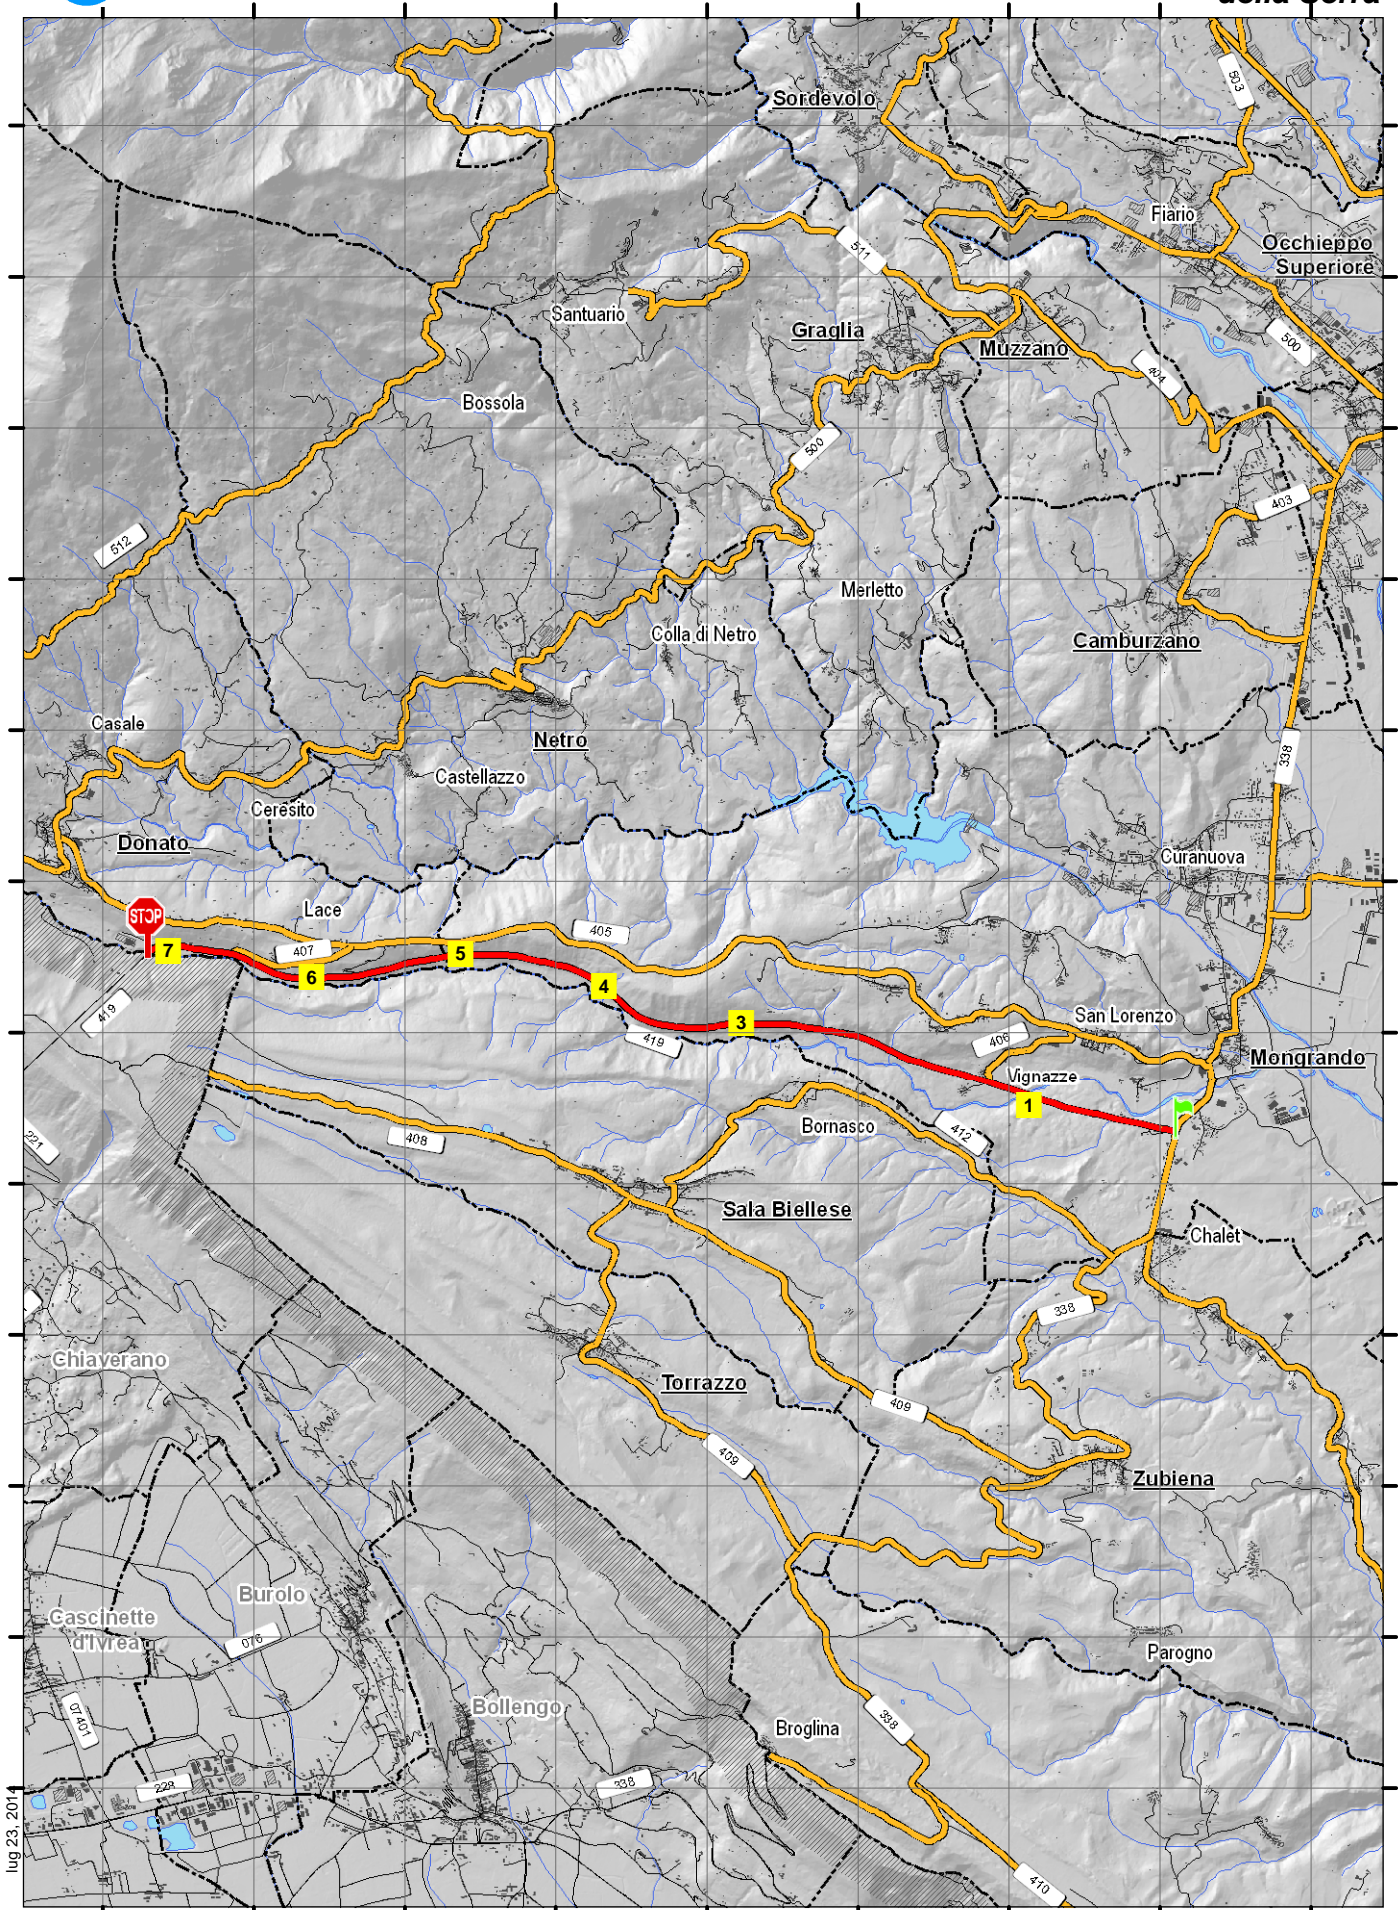 della Serra
503
Sordevolo
Fiario
Occhieppo
Superiore
511
Santuario
Graglia
Muzzano
500
404
Bossola
500
403
512
Merletto
Colla di Netro
Camburzano
Casale
Netro
338
Castellazzo
Ceresito
Donato
Curanuova
Lace
STOP
405
7
407
5
6
4
419
3
San Lorenzo
419
406
Mongrando
Vignazze
1
221
408
Bornasco
412
Sala Biellese
Chalet
338
Chiaverano
Torrazzo
409
409
Zubiena
Burolo
Cascinette
d'Ivrea
076
Parogno
07401
Bollengo
Broglina
338
228
338
lug 23, 2014
410